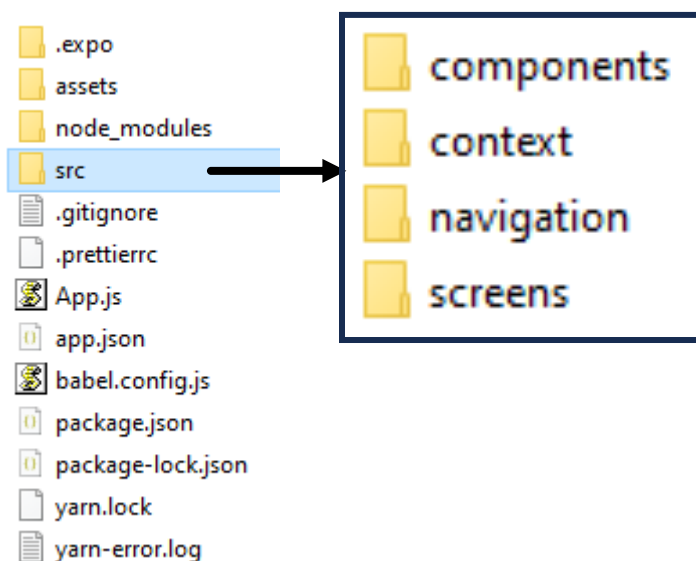 .expo
assets
node_modules
src
.gitignore
.prettierrc
App.js
app.json
babel.config.js
package.json
package-lock.json
yarn.lock
yarn-error.log
components
context
navigation
screens